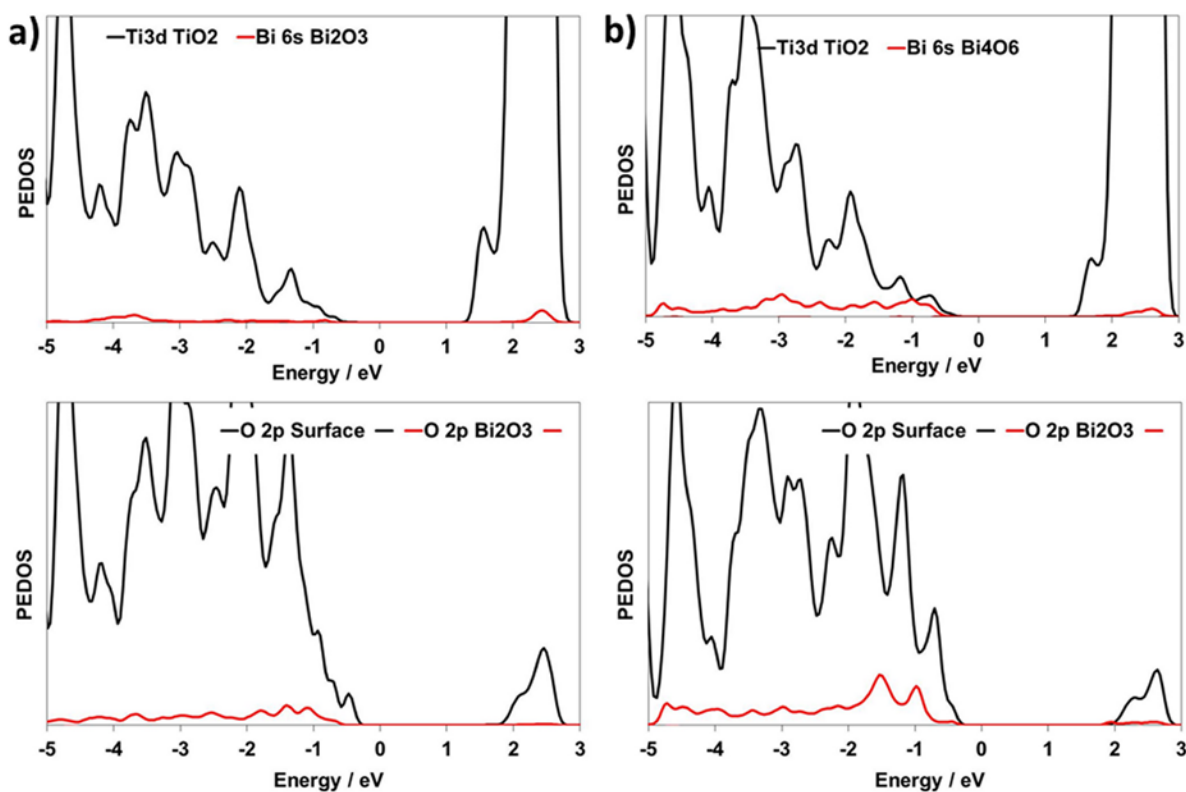 a)
Ti3d TiO2 Bi 6s Bi2O3
PEDOS
-5 -4 -3 -2 -1 0 1 2 3
Energy / eV
b)
Ti3d TiO2 Bi 6s Bi4O6
PEDOS
-5 -4 -3 -2 -1 0 1 2 3
Energy / eV
O 2p Surface O 2p Bi2O3
PEDOS
-5 -4 -3 -2 -1 0 1 2 3
Energy / eV
O 2p Surface O 2p Bi2O3
PEDOS
-5 -4 -3 -2 -1 0 1 2 3
Energy / eV